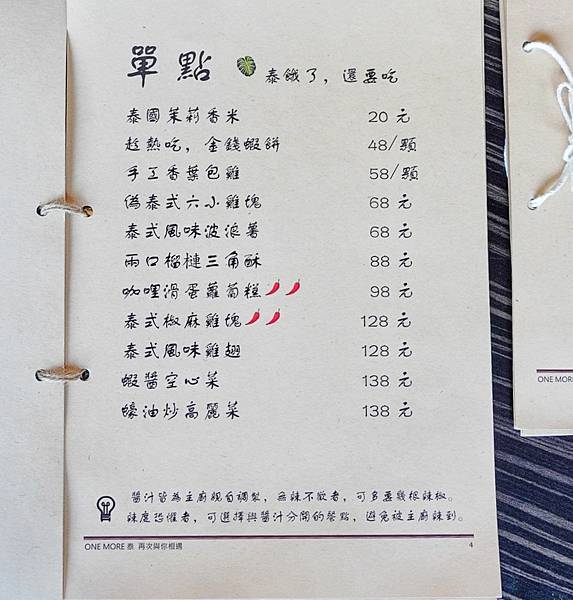 單點 泰餓了，還要吃
泰國茉莉香米 20 元
趁熱吃，金錢蝦餅 48/顆
手工香葉包雞 58/顆
偽泰式六小雞塊 68 元
泰式風味波浪薯 68 元
兩口榴槤三角酥 88 元
咖哩滑蛋蘿蔔糕 98 元
泰式椒麻雞塊 128 元
泰式風味雞翅 128 元
蝦醬空心菜 138 元
蠔油炒高麗菜 138 元
醬汁皆為主廚親自調製，無辣不歡者，可多要幾根辣椒。
辣度恐懼者，可選擇與醬汁分開的餐點，避免被主廚辣到。
ONE MORE 泰 再次與你相遇 4
ONE MOR